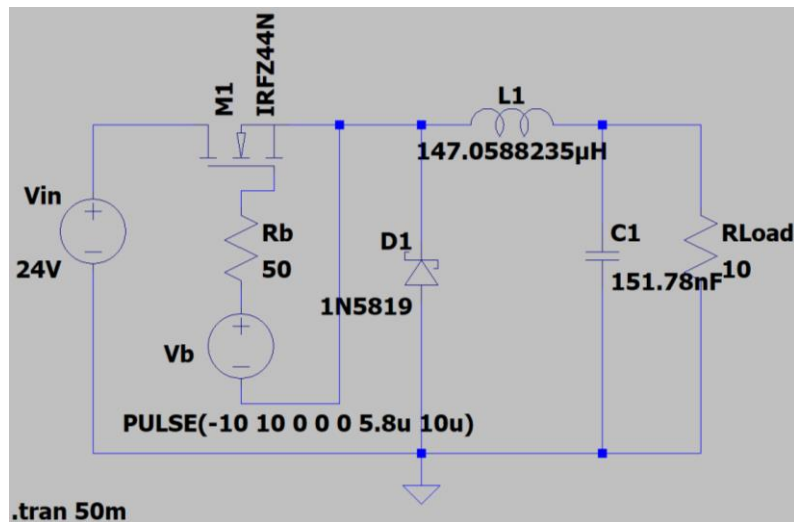 M1
IRFZ44N
L1
147.0588235µH
Vin
24V
Rb
50
D1
1N5819
C1
151.78nF
RLoad
10
Vb
PULSE(-10 10 0 0 0 5.8u 10u)
.tran 50m